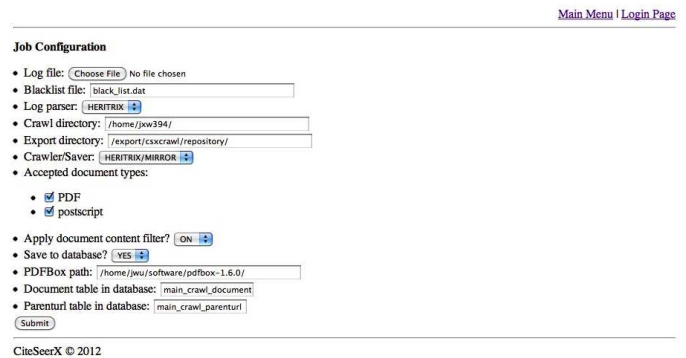 Main Menu | Login Page
Job Configuration
• Log file: Choose File No file chosen
• Blacklist file: black_list.dat
• Log parser: HERITRIX
• Crawl directory: /home/jxw394/
• Export directory: /export/csxcrawl/repository/
• Crawler/Saver: HERITRIX/MIRROR
• Accepted document types:
• PDF
• postscript
• Apply document content filter? ON
• Save to database? YES
• PDFBox path: /home/jwu/software/pdfbox-1.6.0/
• Document table in database: main_crawl_document
• Parenturl table in database: main_crawl_parenturl
Submit
CiteSeerX © 2012